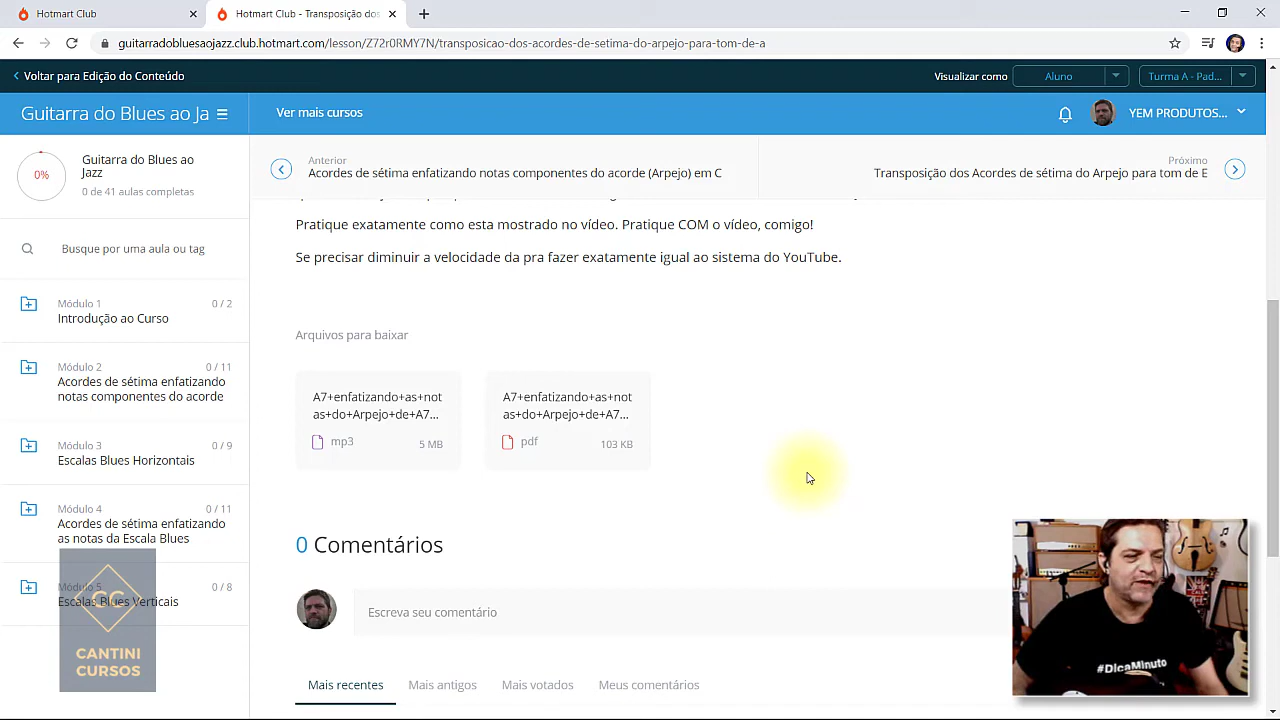 Hotmart Club
Hotmart Club - Transposição dos
guitarradobluesaojazz.club.hotmart.com/lesson/Z72r0RMY7N/transposicao-dos-acordes-de-setima-do-arpejo-para-tom-de-a
Voltar para Edição do Conteúdo
Visualizar como
Aluno
Turma A - Pad...
Guitarra do Blues ao Ja
Ver mais cursos
YEM PRODUTOS...
0%
Guitarra do Blues ao
Jazz
0 de 41 aulas completas
Anterior
Acordes de sétima enfatizando notas componentes do acorde (Arpejo) em C
Próximo
Transposição dos Acordes de sétima do Arpejo para tom de E
Busque por uma aula ou tag
Módulo 1
0 / 2
Introdução ao Curso
Módulo 2
0 / 11
Acordes de sétima enfatizando
notas componentes do acorde
Módulo 3
0 / 9
Escalas Blues Horizontais
Módulo 4
0 / 11
Acordes de sétima enfatizando
as notas da Escala Blues
Módulo 5
0 / 8
Escalas Blues Verticais
CC
CANTINI
CURSOS
Pratique exatamente como esta mostrado no vídeo. Pratique COM o vídeo, comigo!
Se precisar diminuir a velocidade da pra fazer exatamente igual ao sistema do YouTube.
Arquivos para baixar
A7+enfatizando+as+not
as+do+Arpejo+de+A7...
mp3
5 MB
A7+enfatizando+as+not
as+do+Arpejo+de+A7...
pdf
103 KB
0 Comentários
Escreva seu comentário
Mais recentes
Mais antigos
Mais votados
Meus comentários
#DicaMinuto